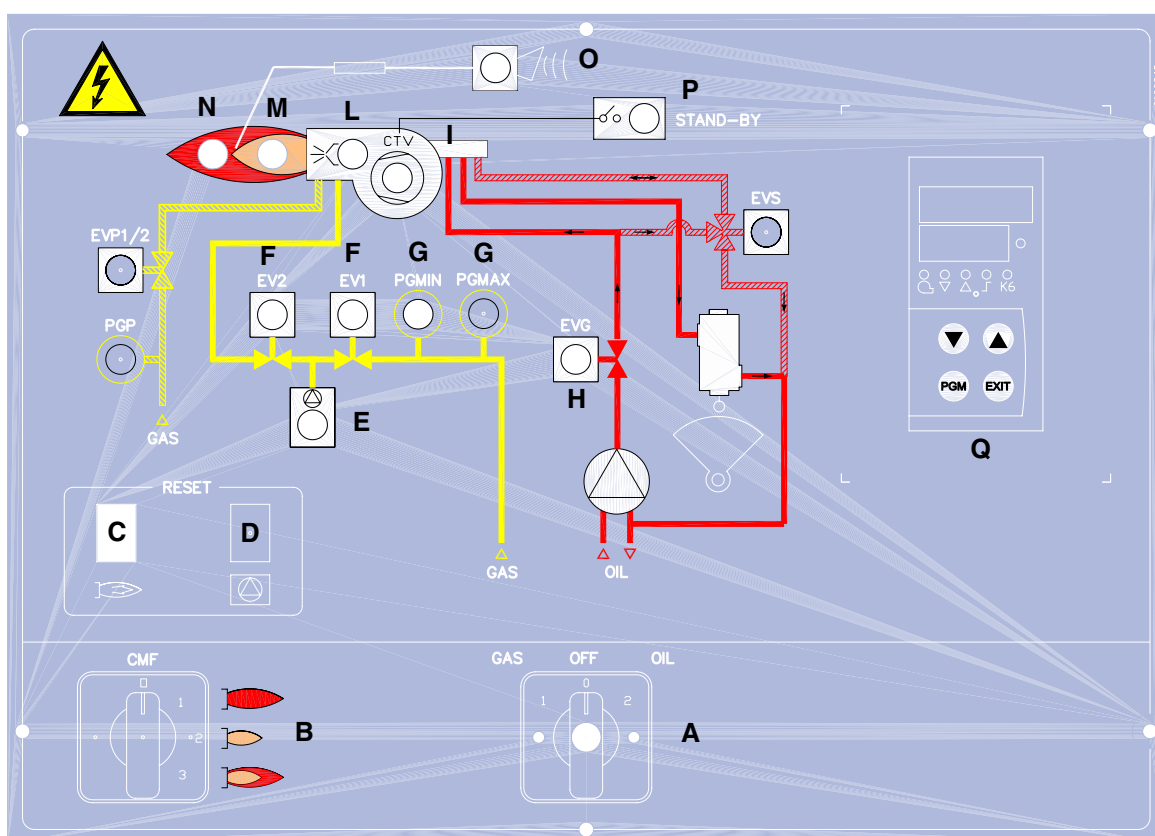 O
P
N M L
CTV
I
STAND-BY
EVP1/2
EVS
F F G G
EV2 EV1 PGMIN PGMAX
PGP
EVG
K6
H
E
GAS
PGM EXIT
Q
RESET
C D
GAS OIL
CMF
GAS OFF OIL
0 1 2 3
B
1 0 2
A